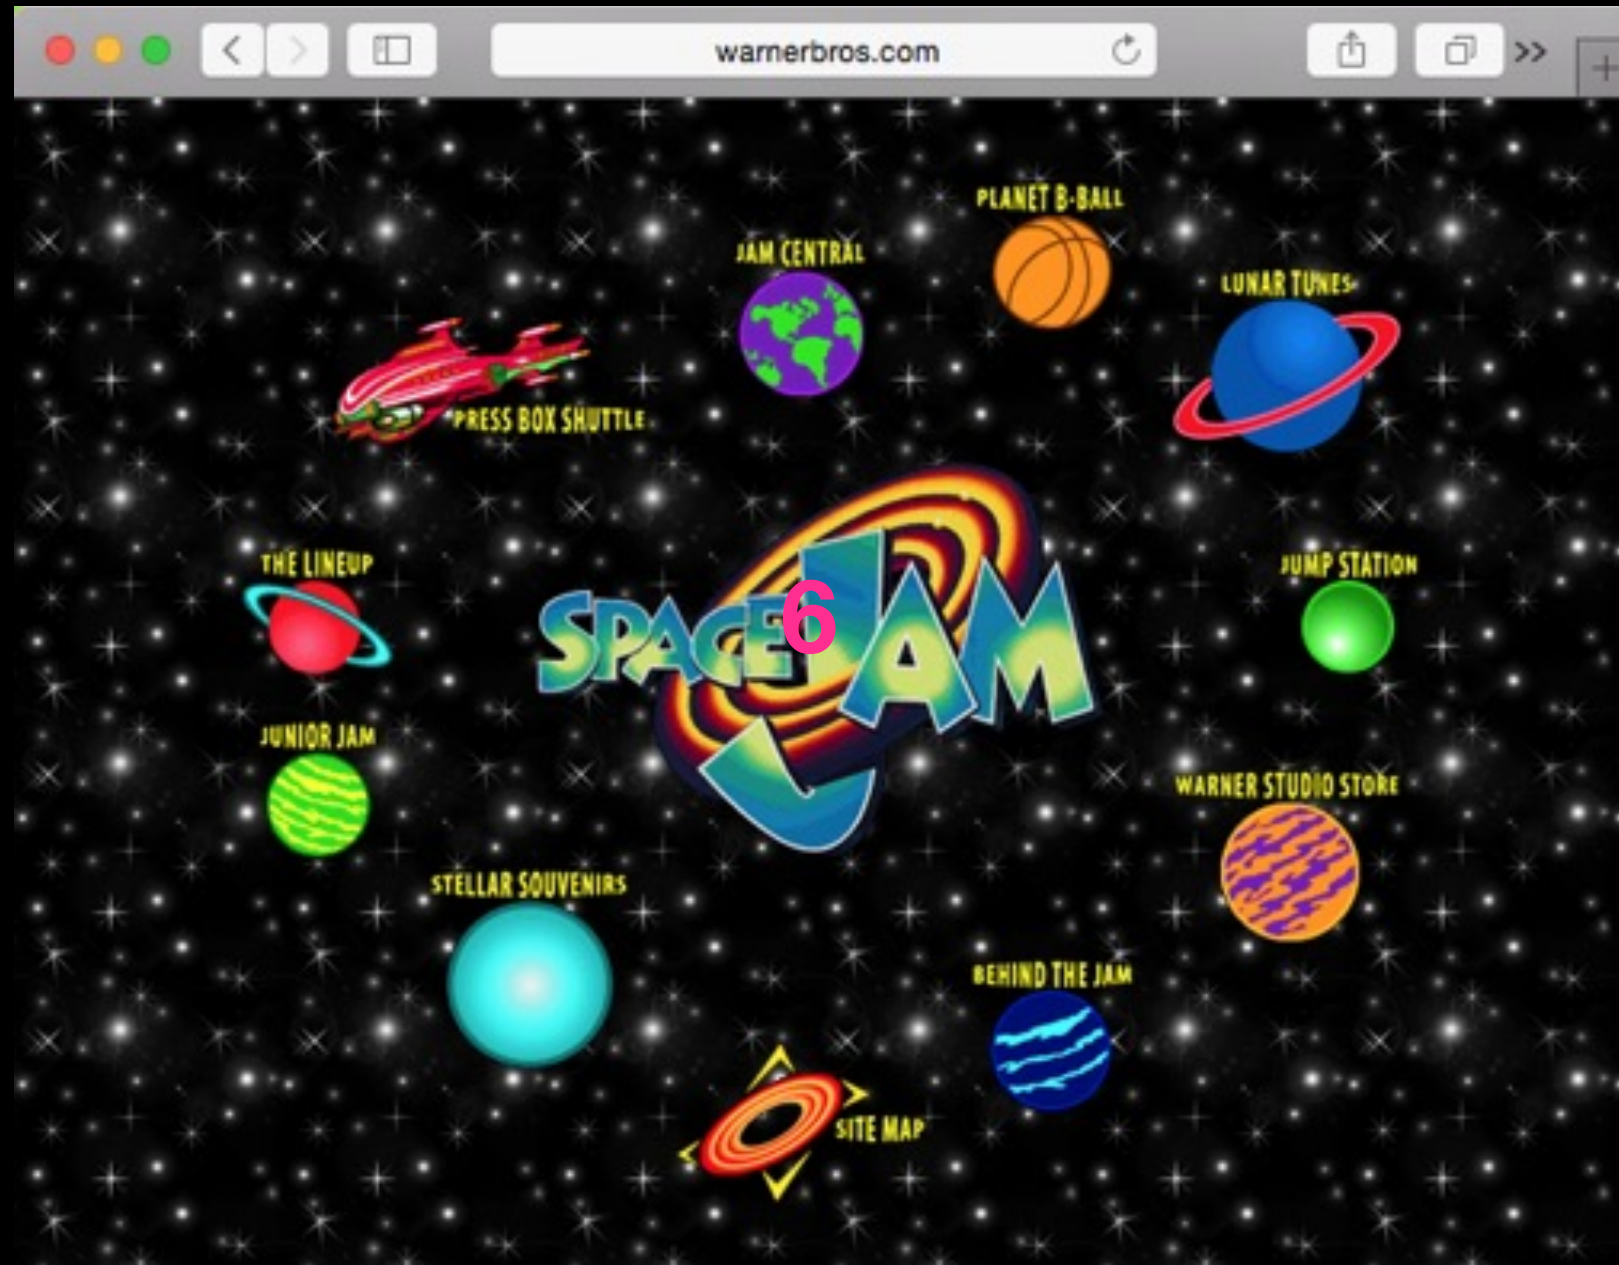 warnerbros.com
PLANET B-BALL
JAM CENTRAL
LUNAR TUNES
PRESS BOX SHUTTLE
THE LINEUP
JUMP STATION
SPACE JAM
6
JUNIOR JAM
WARNER STUDIO STORE
STELLAR SOUVENIRS
BEHIND THE JAM
SITE MAP